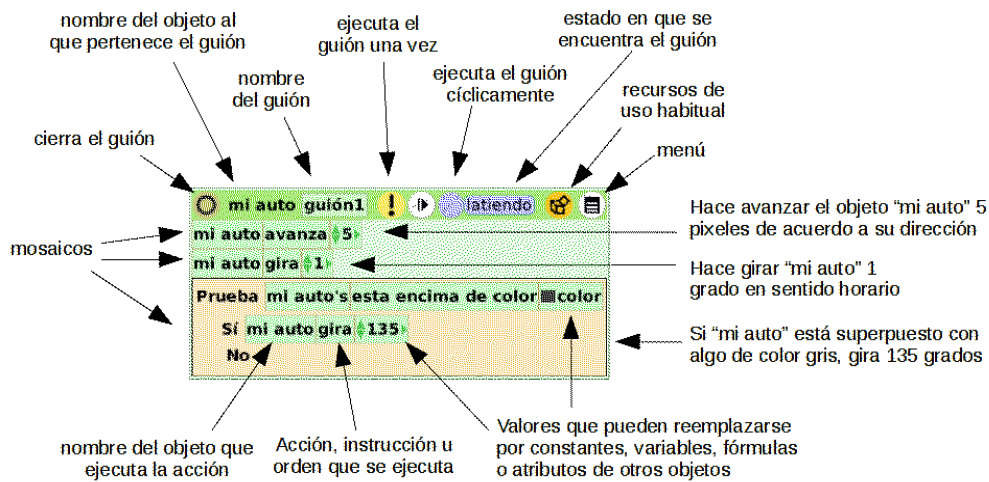 nombre del objeto al
que pertenece el guión
ejecuta el
guión una vez
estado en que se
encuentra el guión
nombre
del guión
ejecuta el guión
cíclicamente
recursos de
uso habitual
cierra el guión
menú
mi auto guión1 ! latiendo
mosaicos
mi auto avanza 5
Hace avanzar el objeto “mi auto” 5
pixeles de acuerdo a su dirección
mi auto gira 1
Hace girar “mi auto” 1
grado en sentido horario
Prueba mi auto's esta encima de color color
Sí mi auto gira 135
No
Si “mi auto” está superpuesto con
algo de color gris, gira 135 grados
nombre del objeto que
ejecuta la acción
Acción, instrucción u
orden que se ejecuta
Valores que pueden reemplazarse
por constantes, variables, fórmulas
o atributos de otros objetos